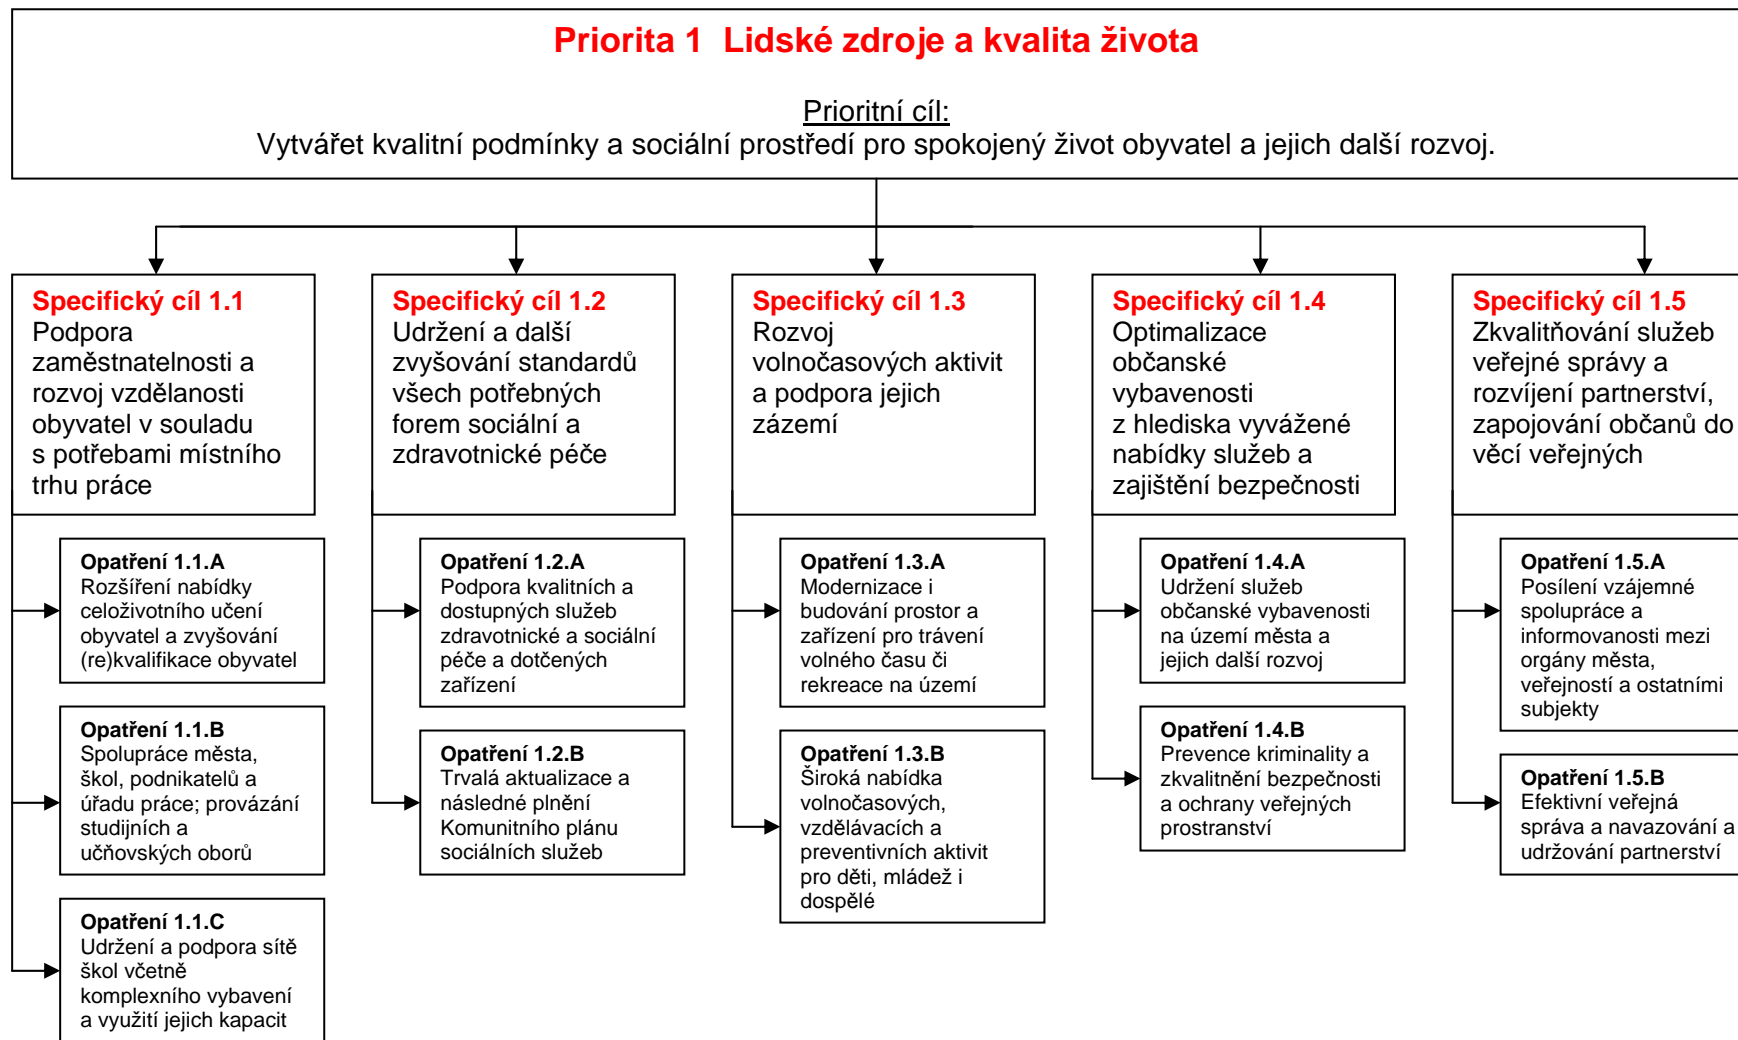 Priorita 1  Lidské zdroje a kvalita života
Prioritní cíl:
Vytvářet kvalitní podmínky a sociální prostředí pro spokojený život obyvatel a jejich další rozvoj.
Specifický cíl 1.1
Podpora
zaměstnatelnosti a
rozvoj vzdělanosti
obyvatel v souladu
s potřebami místního
trhu práce
Specifický cíl 1.2
Udržení a další
zvyšování standardů
všech potřebných
forem sociální a
zdravotnické péče
Specifický cíl 1.3
Rozvoj
volnočasových aktivit
a podpora jejich
zázemí
Specifický cíl 1.4
Optimalizace
občanské
vybavenosti
z hlediska vyvážené
nabídky služeb a
zajištění bezpečnosti
Specifický cíl 1.5
Zkvalitňování služeb
veřejné správy a
rozvíjení partnerství,
zapojování občanů do
věcí veřejných
Opatření 1.1.A
Rozšíření nabídky
celoživotního učení
obyvatel a zvyšování
(re)kvalifikace obyvatel
Opatření 1.1.B
Spolupráce města,
škol, podnikatelů a
úřadu práce; provázání
studijních a
učňovských oborů
Opatření 1.1.C
Udržení a podpora sítě
škol včetně
komplexního vybavení
a využití jejich kapacit
Opatření 1.2.A
Podpora kvalitních a
dostupných služeb
zdravotnické a sociální
péče a dotčených
zařízení
Opatření 1.2.B
Trvalá aktualizace a
následné plnění
Komunitního plánu
sociálních služeb
Opatření 1.3.A
Modernizace i
budování prostor a
zařízení pro trávení
volného času či
rekreace na území
Opatření 1.3.B
Široká nabídka
volnočasových,
vzdělávacích a
preventivních aktivit
pro děti, mládež i
dospělé
Opatření 1.4.A
Udržení služeb
občanské vybavenosti
na území města a
jejich další rozvoj
Opatření 1.4.B
Prevence kriminality a
zkvalitnění bezpečnosti
a ochrany veřejných
prostranství
Opatření 1.5.A
Posílení vzájemné
spolupráce a
informovanosti mezi
orgány města,
veřejností a ostatními
subjekty
Opatření 1.5.B
Efektivní veřejná
správa a navazování a
udržování partnerství